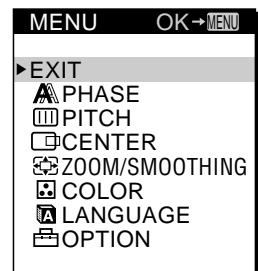 MENU OK→MENU
▶EXIT
PHASE
PITCH
CENTER
ZOOM/SMOOTHING
COLOR
LANGUAGE
OPTION